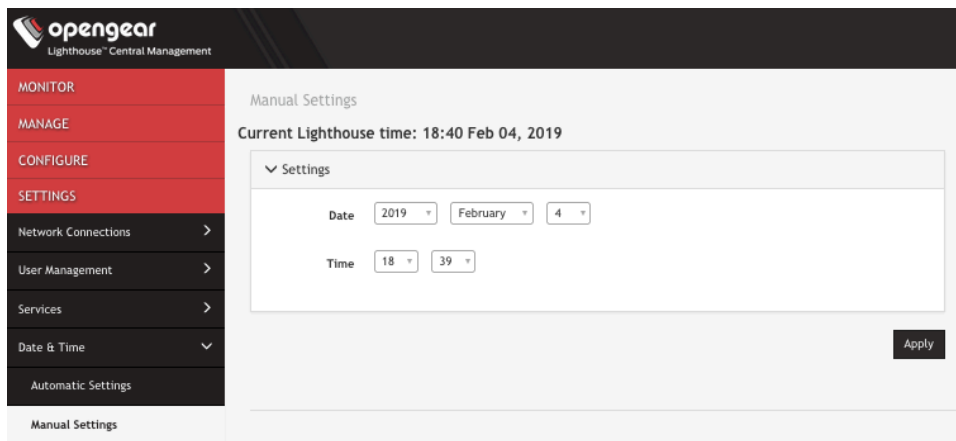 opengear
Lighthouse™ Central Management
MONITOR
MANAGE
CONFIGURE
SETTINGS
Network Connections
User Management
Services
Date & Time
Automatic Settings
Manual Settings
Manual Settings
Current Lighthouse time: 18:40 Feb 04, 2019
Settings
Date 2019 February 4
Time 18 39
Apply